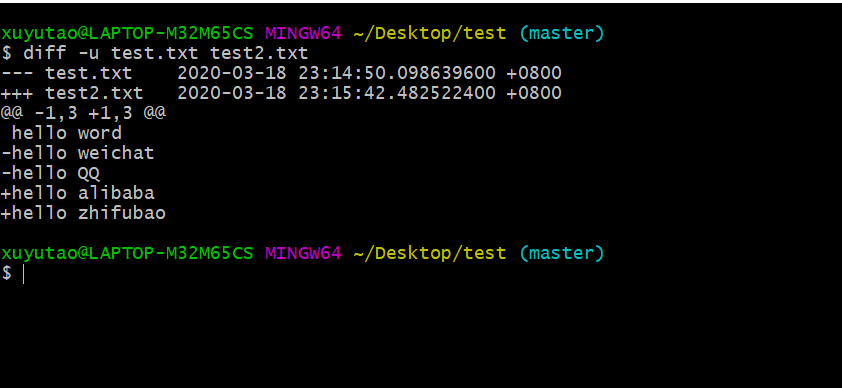 xuyutao@LAPTOP-M32M65CS MINGW64 ~/Desktop/test (master)
$ diff -u test.txt test2.txt
--- test.txt    2020-03-18 23:14:50.098639600 +0800
+++ test2.txt   2020-03-18 23:15:42.482522400 +0800
@@ -1,3 +1,3 @@
 hello word
-hello weichat
-hello QQ
+hello alibaba
+hello zhifubao
xuyutao@LAPTOP-M32M65CS MINGW64 ~/Desktop/test (master)
$